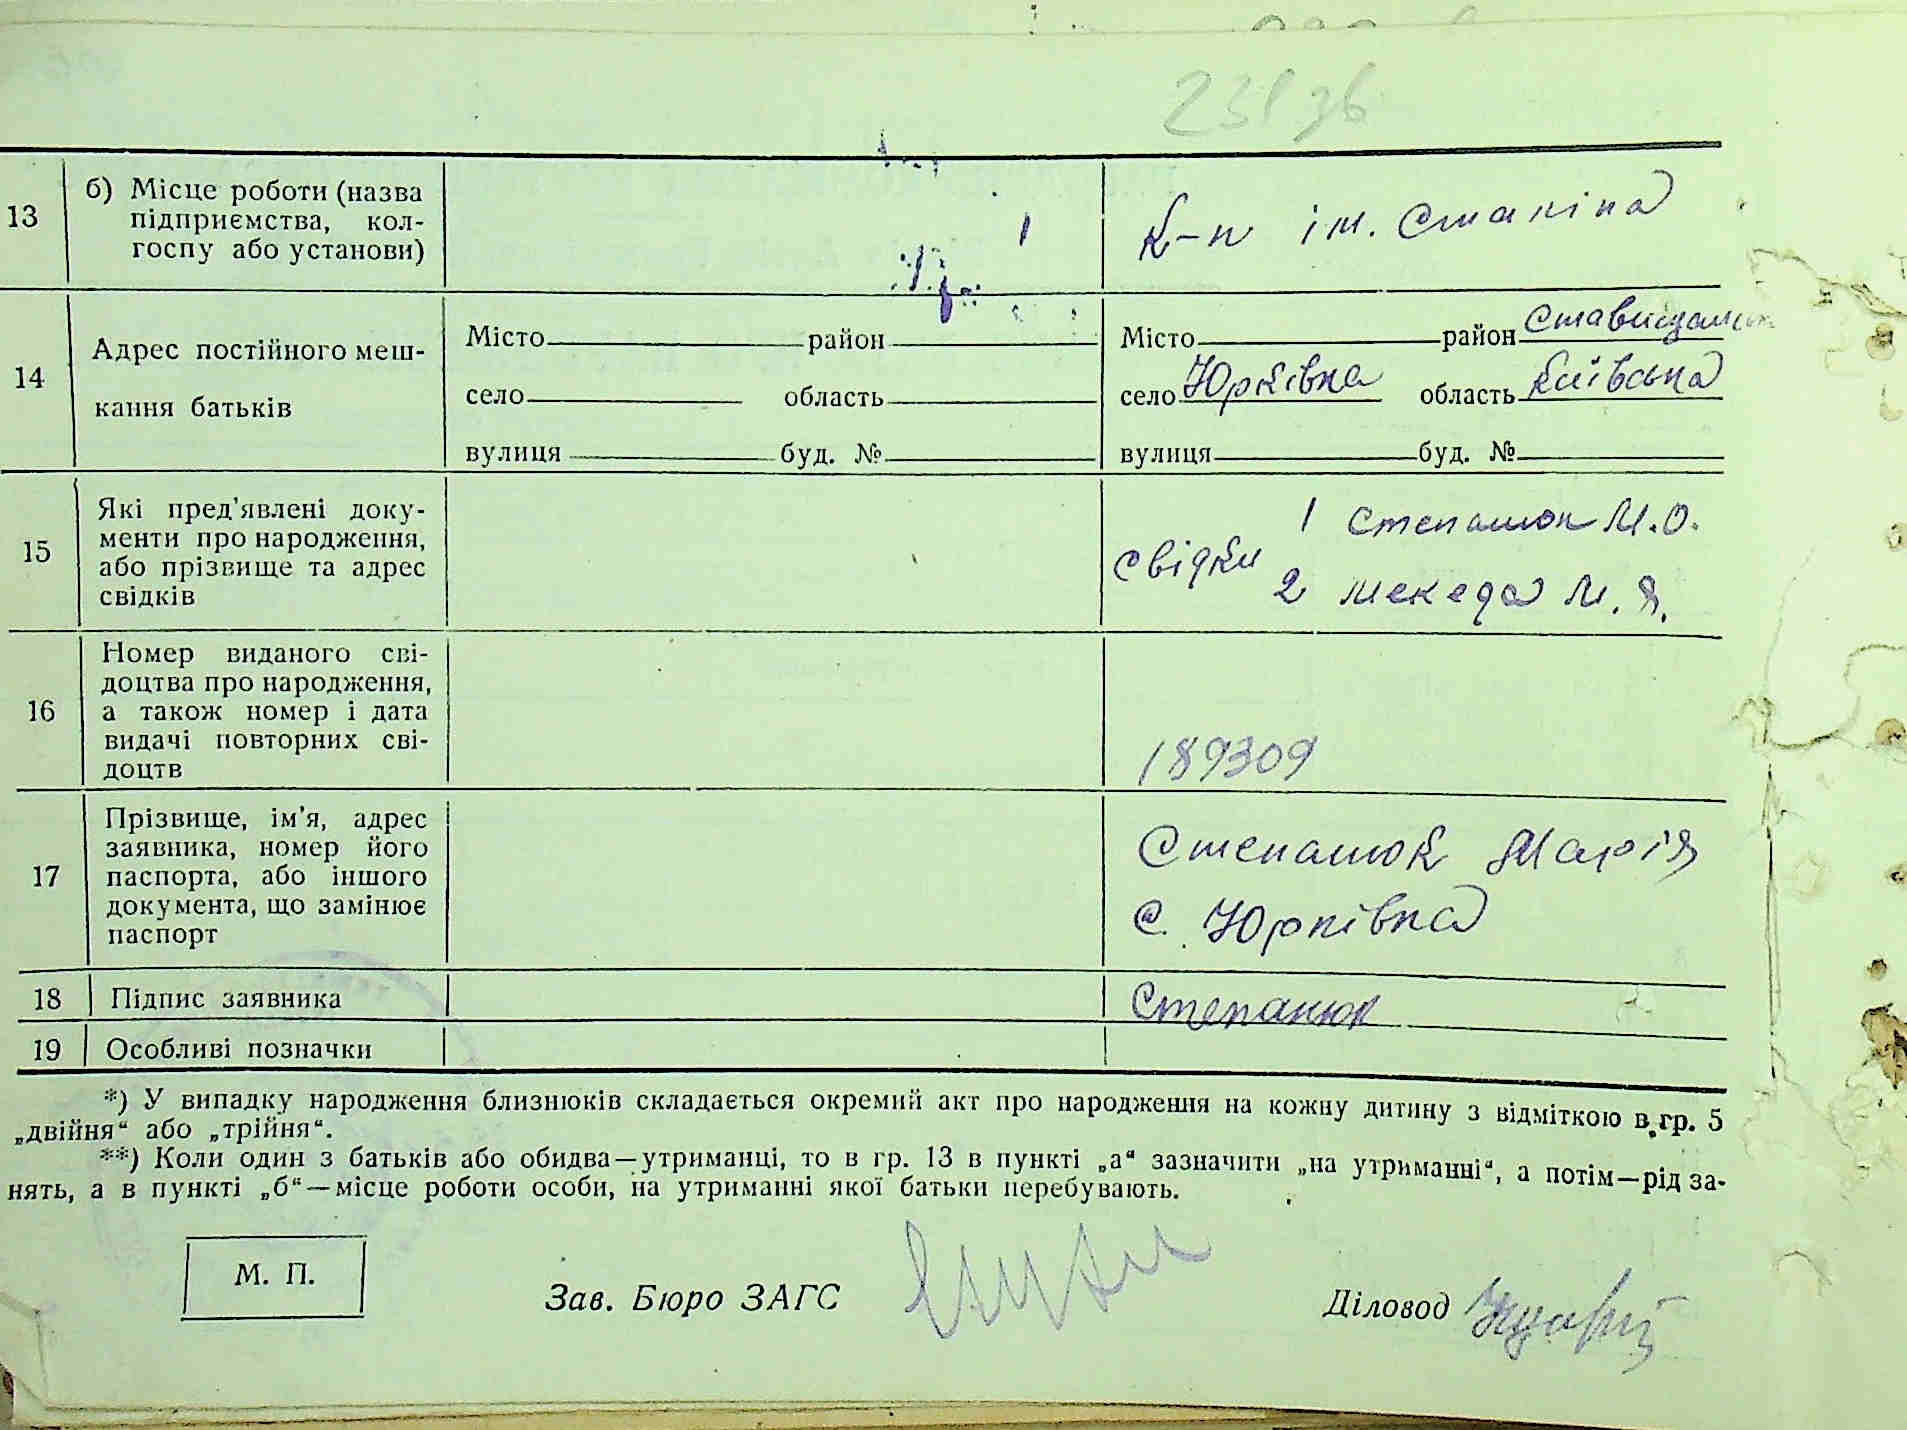 13
б) Місце роботи (назва
підприємства, кол-
госпу або установи)
к-п ім. Сталіна
14
Адрес постійного меш-
кання батьків
Місто район
село область
вулиця буд. №
Місто район Ставищанськ
село Юрківка область Київська
вулиця буд. №
15
Які пред'явлені доку-
менти про народження,
або прізвище та адрес
свідків
свідки
1 Степанюк М.О.
2 Мекеда М. Я.
16
Номер виданого сві-
доцтва про народження,
а також номер і дата
видачі повторних сві-
доцтв
189309
17
Прізвище, ім'я, адрес
заявника, номер його
паспорта, або іншого
документа, що замінює
паспорт
Степанюк Марія
с. Юрківка
18
Підпис заявника
Степанюк
19
Особливі позначки
*) У випадку народження близнюків складається окремий акт про народження на кожну дитину з відміткою в гр. 5
„двійня“ або „трійня“.
**) Коли один з батьків або обидва—утриманці, то в гр. 13 в пункті „а“ зазначити „на утриманні“, а потім—рід за-
нять, а в пункті „б“—місце роботи особи, на утриманні якої батьки перебувають.
М. П.
Зав. Бюро ЗАГС
Діловод